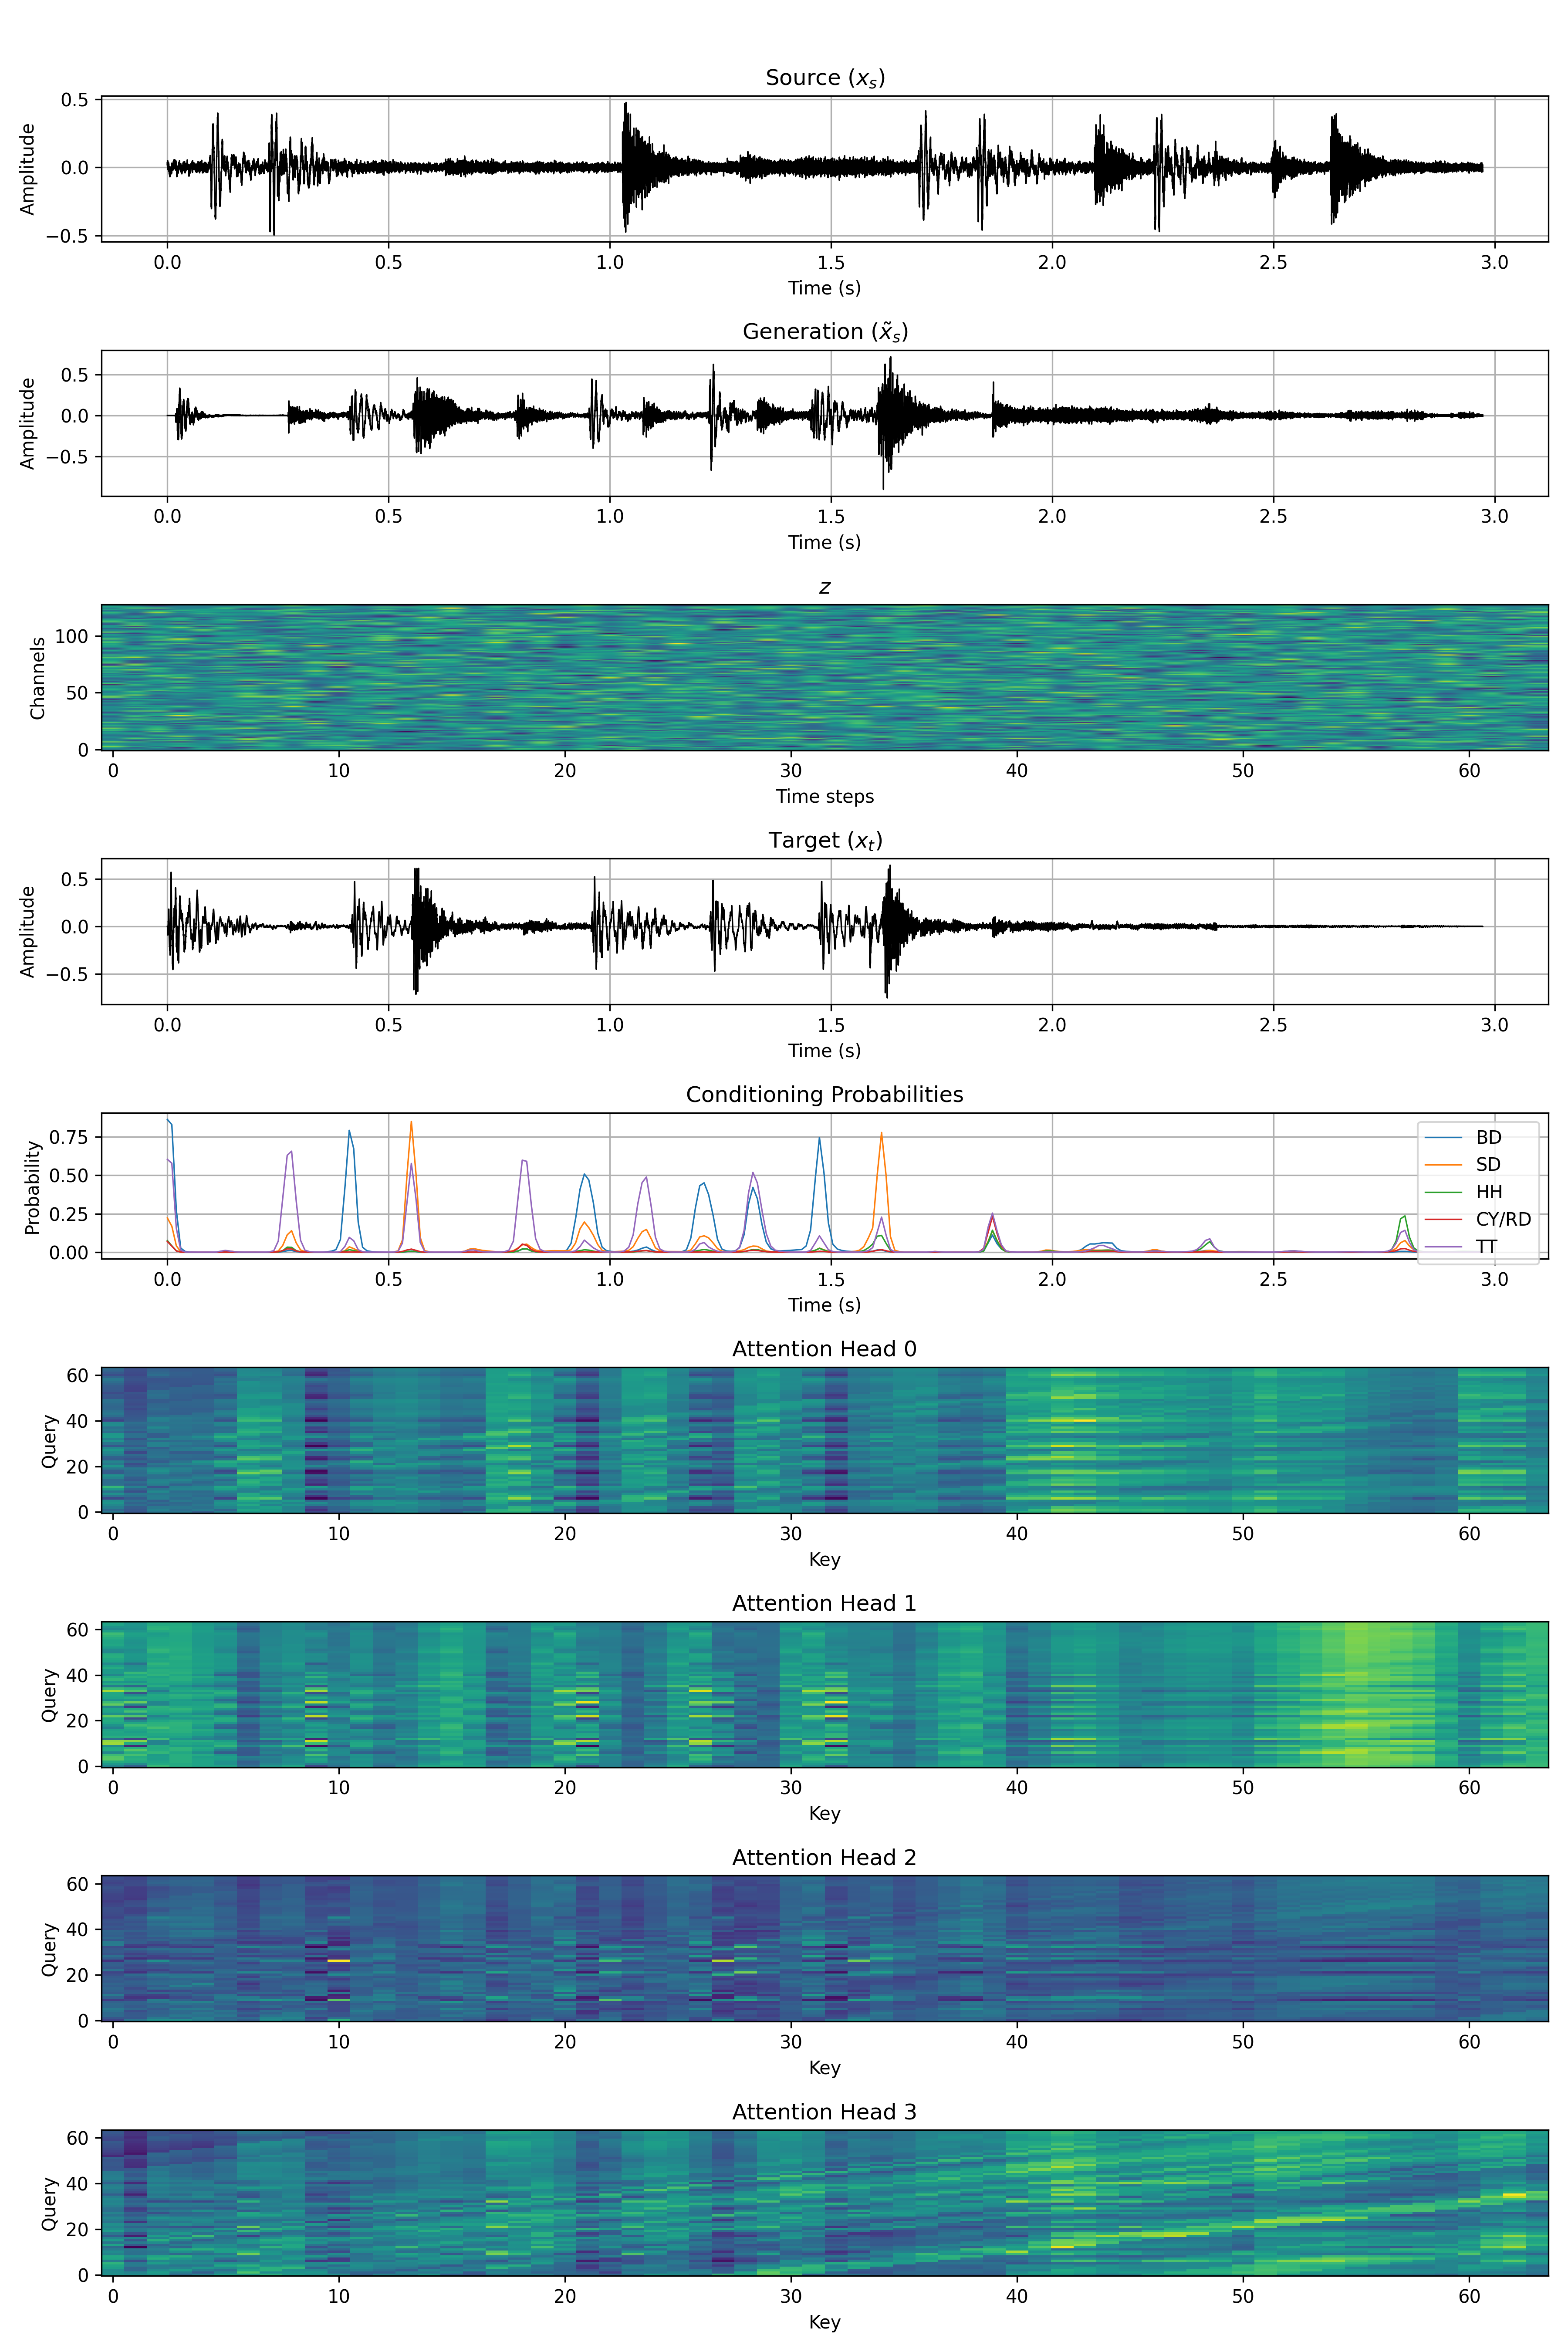 Source (x_s)
Amplitude
0.5
0.0
−0.5
0.0 0.5 1.0 1.5 2.0 2.5 3.0
Time (s)
Generation (x̃_s)
Amplitude
0.5
0.0
−0.5
0.0 0.5 1.0 1.5 2.0 2.5 3.0
Time (s)
z
Channels
100
50
0
0 10 20 30 40 50 60
Time steps
Target (x_t)
Amplitude
0.5
0.0
−0.5
0.0 0.5 1.0 1.5 2.0 2.5 3.0
Time (s)
Conditioning Probabilities
Probability
0.75
0.50
0.25
0.00
BD
SD
HH
CY/RD
TT
0.0 0.5 1.0 1.5 2.0 2.5 3.0
Time (s)
Attention Head 0
Query
60
40
20
0
0 10 20 30 40 50 60
Key
Attention Head 1
Query
60
40
20
0
0 10 20 30 40 50 60
Key
Attention Head 2
Query
60
40
20
0
0 10 20 30 40 50 60
Key
Attention Head 3
Query
60
40
20
0
0 10 20 30 40 50 60
Key